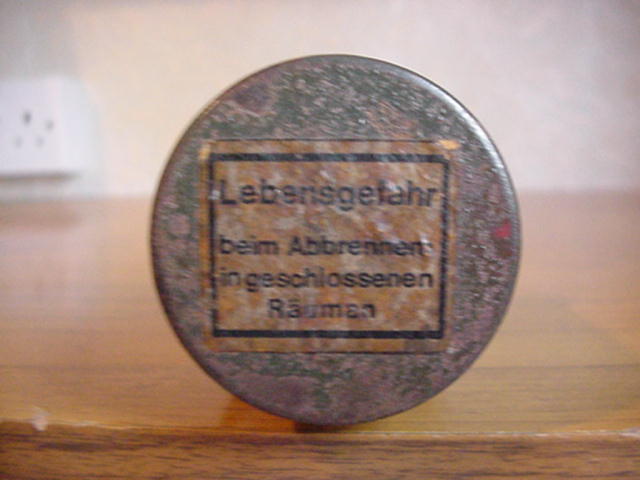 Lebensgefahr
beim Abbrennen
in geschlossenen
Räumen